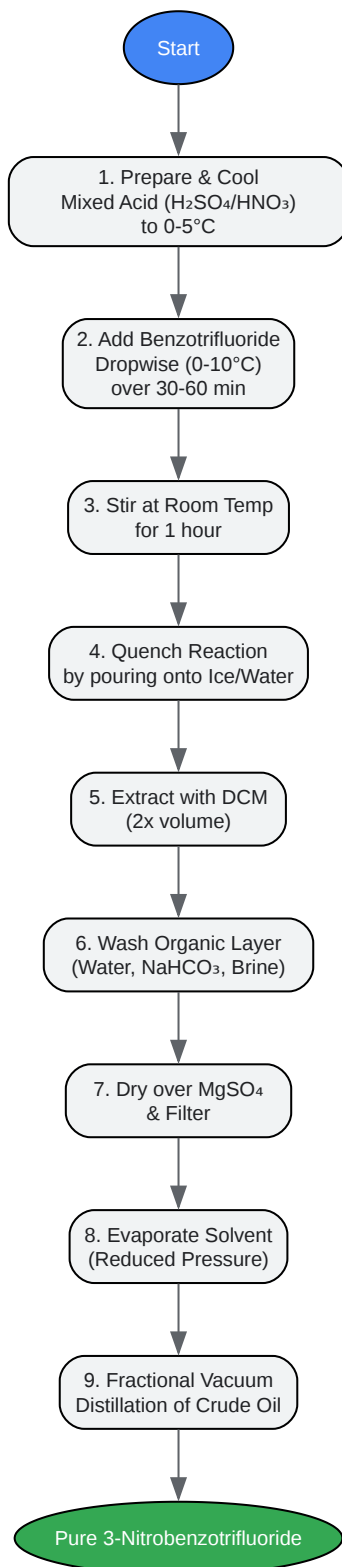 Start
1. Prepare & Cool
Mixed Acid (H₂SO₄/HNO₃)
to 0-5°C
2. Add Benzotrifluoride
Dropwise (0-10°C)
over 30-60 min
3. Stir at Room Temp
for 1 hour
4. Quench Reaction
by pouring onto Ice/Water
5. Extract with DCM
(2x volume)
6. Wash Organic Layer
(Water, NaHCO₃, Brine)
7. Dry over MgSO₄
& Filter
8. Evaporate Solvent
(Reduced Pressure)
9. Fractional Vacuum
Distillation of Crude Oil
Pure 3-Nitrobenzotrifluoride